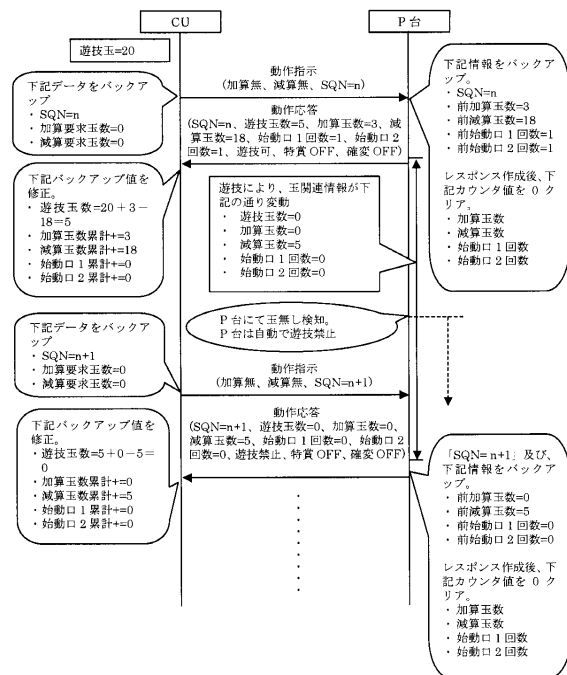 CU
P台
遊技玉=20
動作指示
(加算無、減算無、SQN=n)
下記データをバックア
ップ
・ SQN=n
・ 加算要求玉数=0
・ 減算要求玉数=0
下記情報をバックア
ップ。
・ SQN=n
・ 前加算玉数=3
・ 前減算玉数=18
・ 前始動口 1 回数=1
・ 前始動口 2 回数=1
レスポンス作成後、下
記カウンタ値を 0 ク
リア。
・ 加算玉数
・ 減算玉数
・ 始動口 1 回数
・ 始動口 2 回数
動作応答
(SQN=n、遊技玉数=5、加算玉数=3、減
算玉数=18、始動口 1 回数=1、始動口 2
回数=1、遊技可、特賞 OFF、確変 OFF)
下記バックアップ値を
修正。
・ 遊技玉数=20＋3－
18=5
・ 加算玉数累計+=3
・ 減算玉数累計+=18
・ 始動口 1 累計+=0
・ 始動口 2 累計+=0
遊技により、玉関連情報が下
記の通り変動
・ 遊技玉数=0
・ 加算玉数=0
・ 減算玉数=5
・ 始動口 1 回数=0
・ 始動口 2 回数=0
P 台にて玉無し検知。
P 台は自動で遊技禁止
下記データをバックア
ップ
・ SQN=n+1
・ 加算要求玉数=0
・ 減算要求玉数=0
動作指示
(加算無、減算無、SQN=n+1)
動作応答
(SQN=n+1、遊技玉数=0、加算玉数=0、
減算玉数=5、始動口 1 回数=0、始動口 2
回数=0、遊技禁止、特賞 OFF、確変 OFF)
下記バックアップ値を
修正。
・ 遊技玉数=5＋0－5=
0
・ 加算玉数累計+=0
・ 減算玉数累計+=5
・ 始動口 1 累計+=0
・ 始動口 2 累計+=0
「SQN= n+1」及び、
下記情報をバックア
ップ。
・ 前加算玉数=0
・ 前減算玉数=5
・ 前始動口 1 回数=0
・ 前始動口 2 回数=0
レスポンス作成後、下
記カウンタ値を 0 ク
リア。
・ 加算玉数
・ 減算玉数
・ 始動口 1 回数
・ 始動口 2 回数